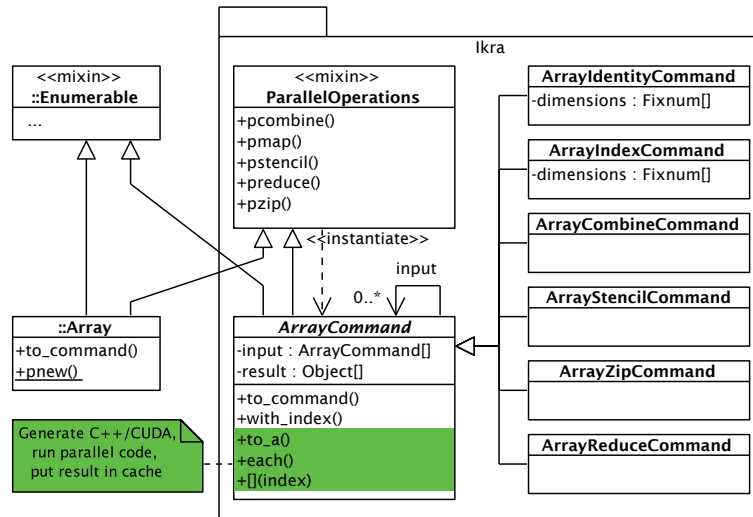 Ikra
<<mixin>>
::Enumerable
...
<<mixin>>
ParallelOperations
+pcombine()
+pmap()
+pstencil()
+preduce()
+pzip()
<<instantiate>>
input
0..*
::Array
+to_command()
+pnew()
ArrayCommand
-input : ArrayCommand[]
-result : Object[]
+to_command()
+with_index()
+to_a()
+each()
+[](index)
Generate C++/CUDA,
run parallel code,
put result in cache
ArrayIdentityCommand
-dimensions : Fixnum[]
ArrayIndexCommand
-dimensions : Fixnum[]
ArrayCombineCommand
ArrayStencilCommand
ArrayZipCommand
ArrayReduceCommand